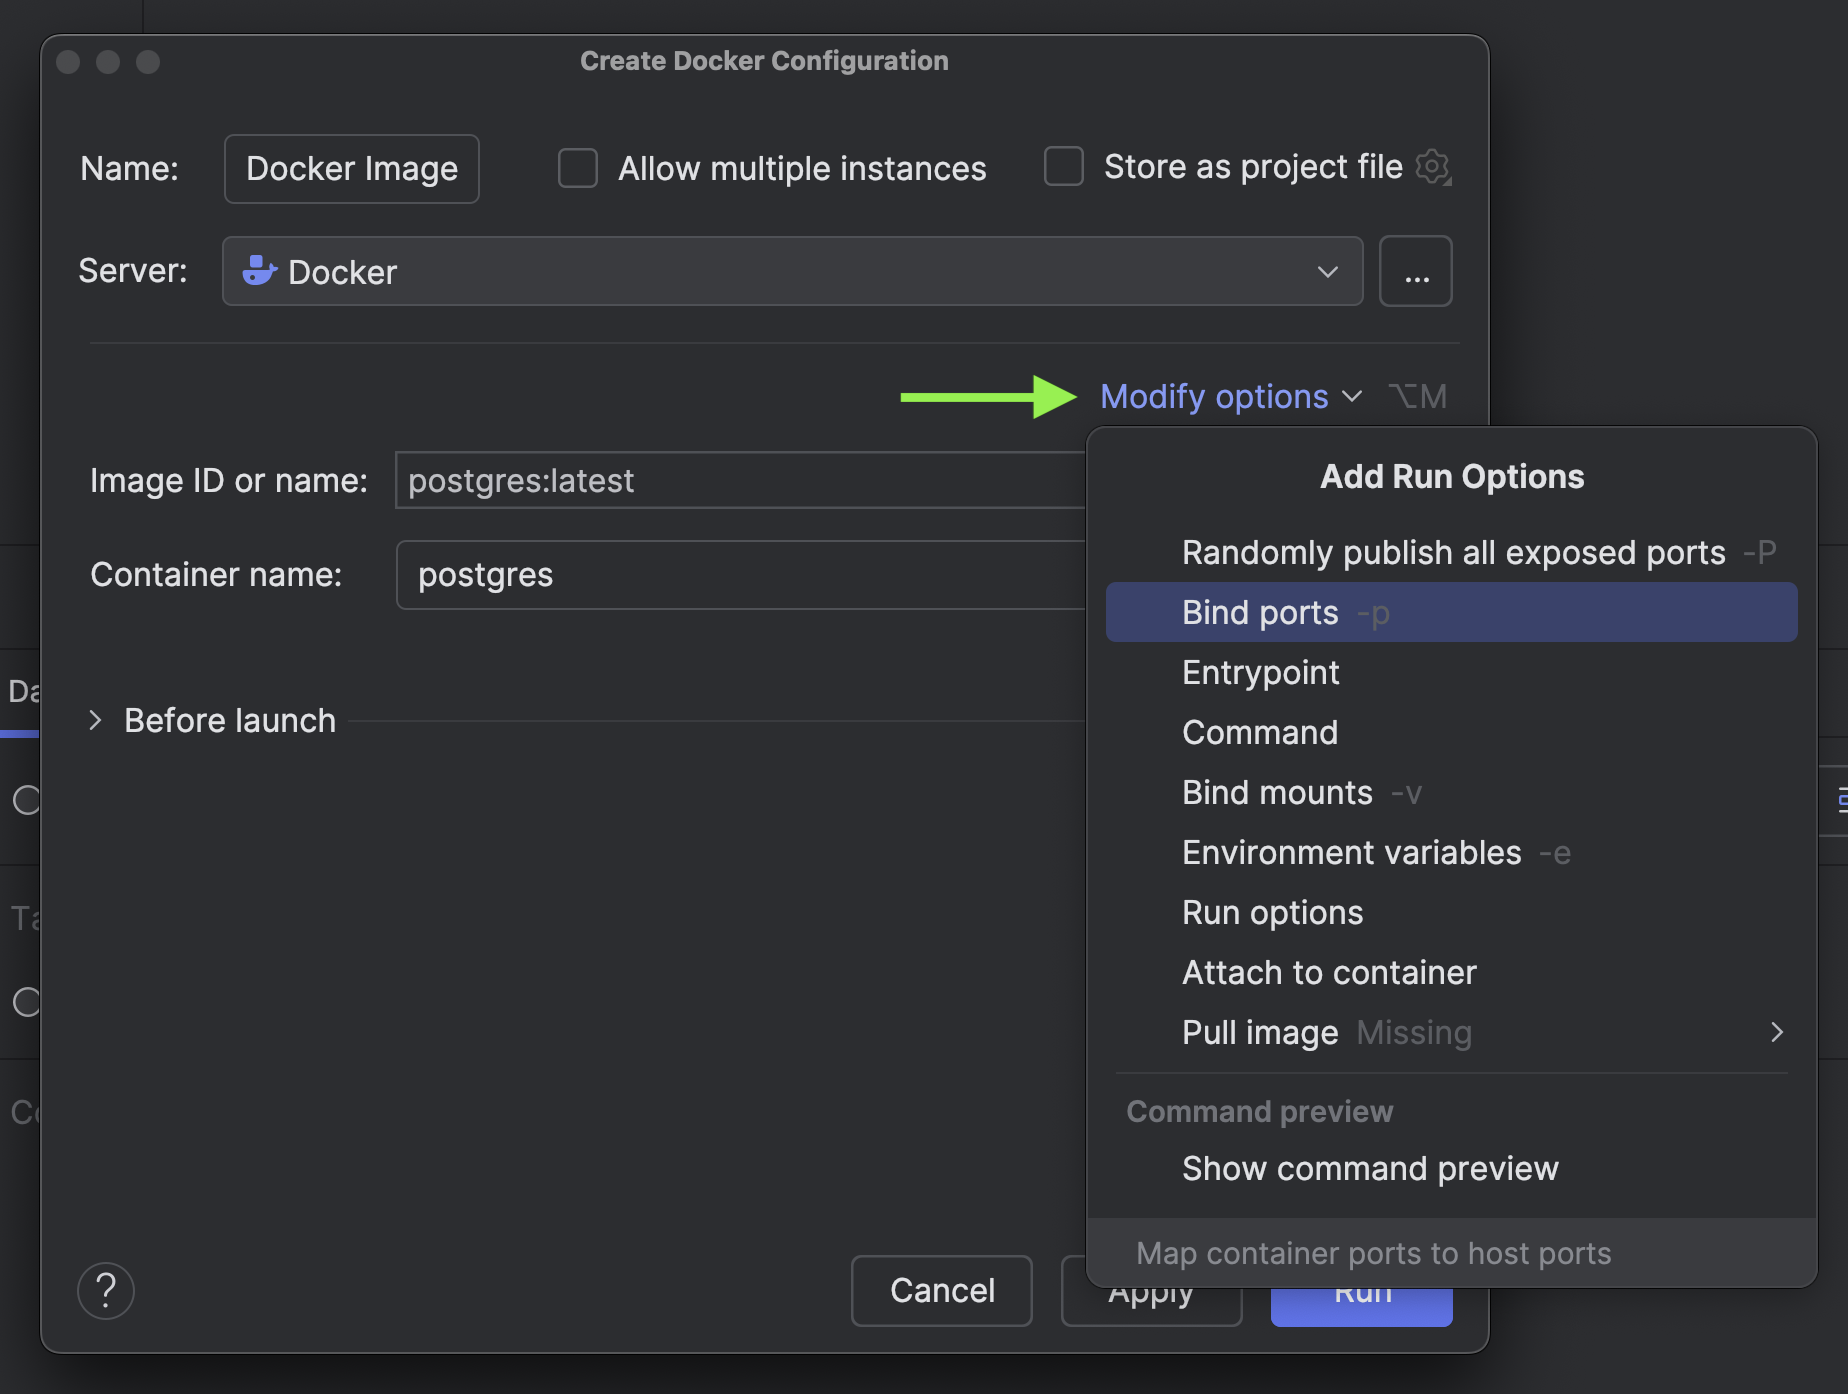 Create Docker Configuration
Name: Docker Image Allow multiple instances Store as project file
Server: Docker ...
Modify options ⌥M
Image ID or name: postgres:latest
Container name: postgres
Before launch
Add Run Options
Randomly publish all exposed ports -P
Bind ports -p
Entrypoint
Command
Bind mounts -v
Environment variables -e
Run options
Attach to container
Pull image Missing
Command preview
Show command preview
Map container ports to host ports
? Cancel Apply Run